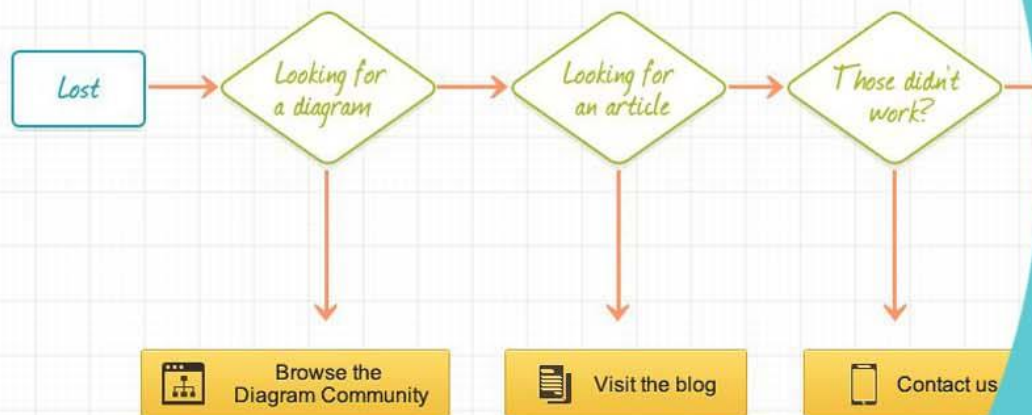 Lost
Looking for
a diagram
Looking for
an article
Those didn't
work?
Browse the
Diagram Community
Visit the blog
Contact us